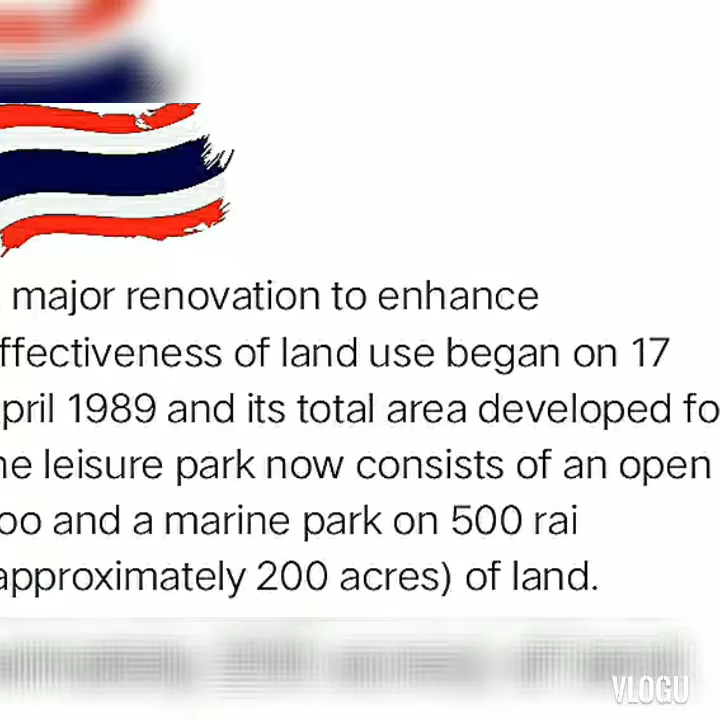 major renovation to enhance
ffectiveness of land use began on 17
pril 1989 and its total area developed fo
he leisure park now consists of an open
oo and a marine park on 500 rai
approximately 200 acres) of land.
VLOGU